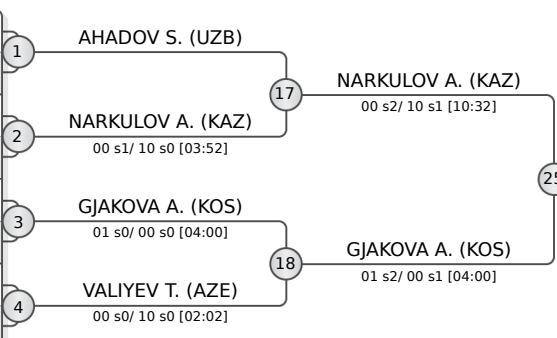 1
AHADOV S. (UZB)
17
NARKULOV A. (KAZ)
00 s2/ 10 s1 [10:32]
2
NARKULOV A. (KAZ)
00 s1/ 10 s0 [03:52]
25
3
GJAKOVA A. (KOS)
01 s0/ 00 s0 [04:00]
18
GJAKOVA A. (KOS)
01 s2/ 00 s1 [04:00]
4
VALIYEV T. (AZE)
00 s0/ 10 s0 [02:02]